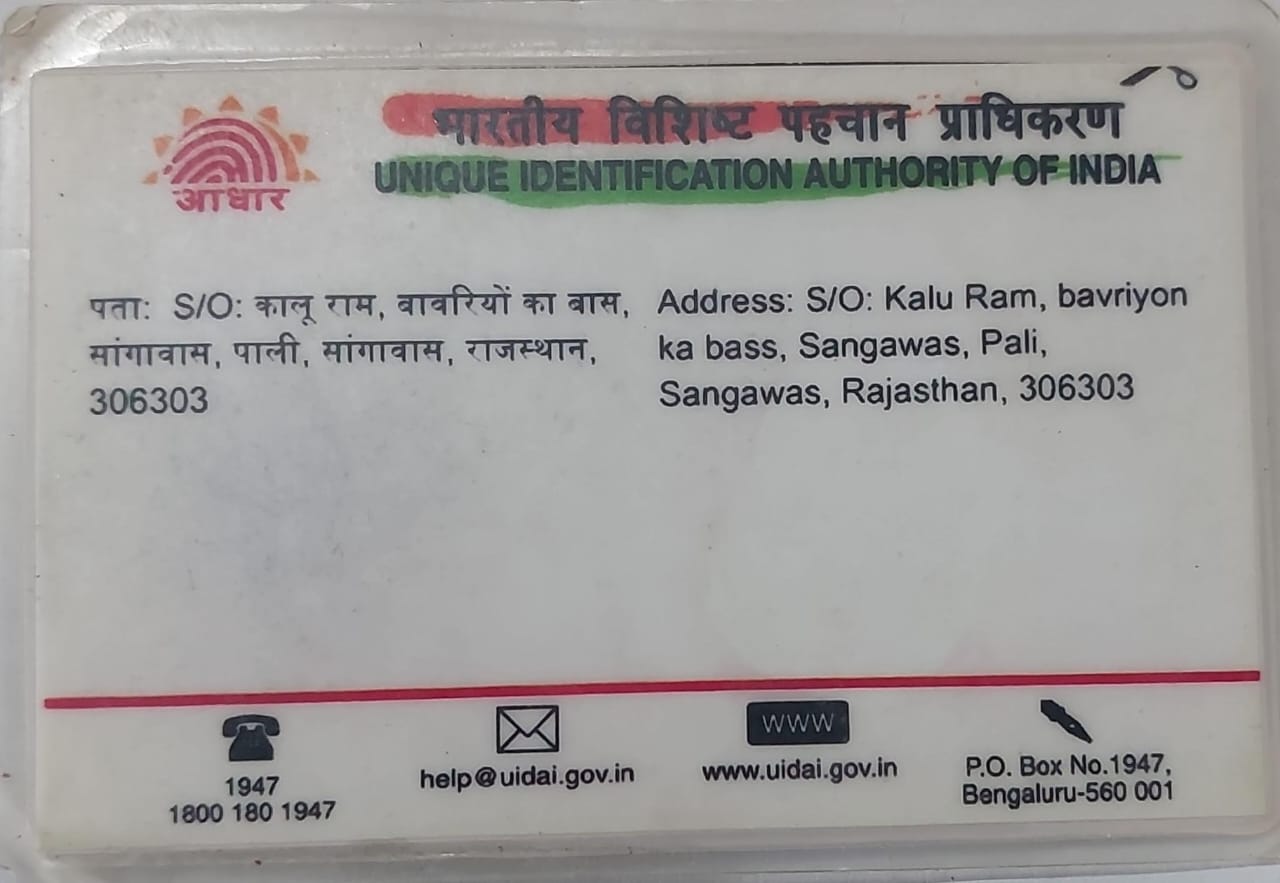 आधार
भारतीय विशिष्ट पहचान प्राधिकरण
UNIQUE IDENTIFICATION AUTHORITY OF INDIA
पता: S/O: कालू राम, वावरियों का बास,
सांगावास, पाली, सांगावास, राजस्थान,
306303
Address: S/O: Kalu Ram, bavriyon
ka bass, Sangawas, Pali,
Sangawas, Rajasthan, 306303
1947
1800 180 1947
help@uidai.gov.in
www
www.uidai.gov.in
P.O. Box No.1947,
Bengaluru-560 001